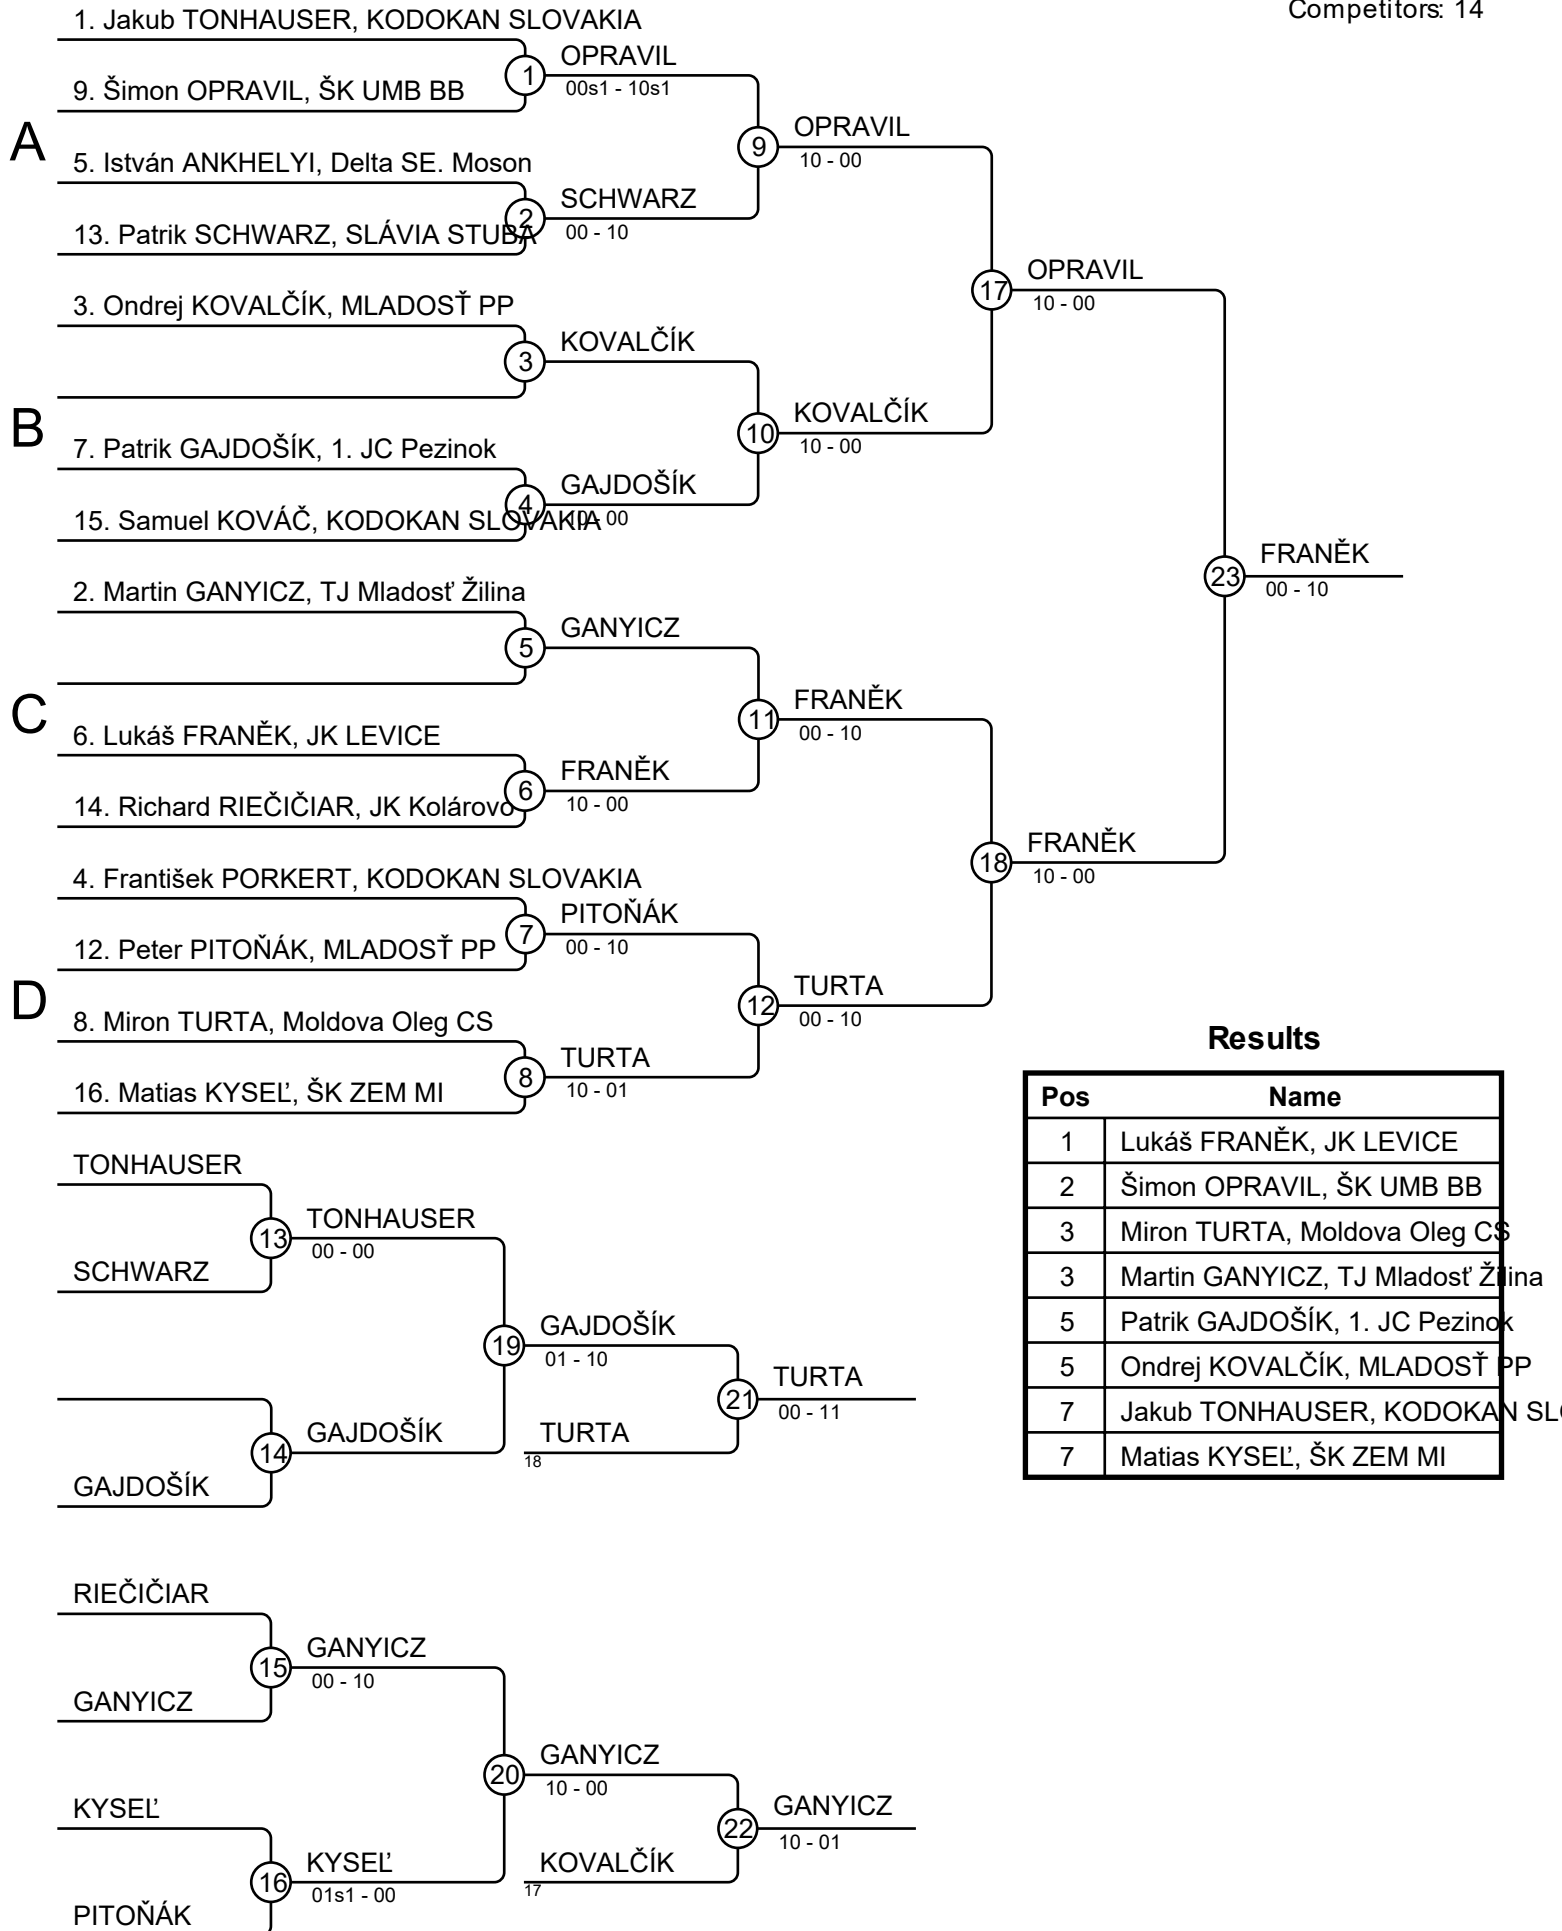 Competitors: 14
1. Jakub TONHAUSER, KODOKAN SLOVAKIA
OPRAVIL
1
00s1 - 10s1
9. Šimon OPRAVIL, ŠK UMB BB
A
OPRAVIL
9
10 - 00
5. István ANKHELYI, Delta SE. Moson
SCHWARZ
2
00 - 10
13. Patrik SCHWARZ, SLÁVIA STUBA
OPRAVIL
17
10 - 00
3. Ondrej KOVALČÍK, MLADOSŤ PP
KOVALČÍK
3
B
KOVALČÍK
10
10 - 00
7. Patrik GAJDOŠÍK, 1. JC Pezinok
GAJDOŠÍK
4
10 - 00
15. Samuel KOVÁČ, KODOKAN SLOVAKIA
FRANĚK
23
00 - 10
2. Martin GANYICZ, TJ Mladosť Žilina
GANYICZ
5
C
FRANĚK
11
00 - 10
6. Lukáš FRANĚK, JK LEVICE
FRANĚK
6
10 - 00
14. Richard RIEČIČIAR, JK Kolárovo
FRANĚK
18
10 - 00
4. František PORKERT, KODOKAN SLOVAKIA
PITOŇÁK
7
00 - 10
12. Peter PITOŇÁK, MLADOSŤ PP
D
TURTA
12
00 - 10
8. Miron TURTA, Moldova Oleg CS
TURTA
8
10 - 01
16. Matias KYSEĽ, ŠK ZEM MI
TONHAUSER
TONHAUSER
13
00 - 00
SCHWARZ
GAJDOŠÍK
19
01 - 10
TURTA
21
00 - 11
GAJDOŠÍK
14
TURTA
18
GAJDOŠÍK
RIEČIČIAR
GANYICZ
15
00 - 10
GANYICZ
GANYICZ
20
10 - 00
GANYICZ
22
10 - 01
KYSEĽ
KYSEĽ
16
01s1 - 00
KOVALČÍK
17
PITOŇÁK
Results
Pos Name
1 Lukáš FRANĚK, JK LEVICE
2 Šimon OPRAVIL, ŠK UMB BB
3 Miron TURTA, Moldova Oleg CS
3 Martin GANYICZ, TJ Mladosť Žilina
5 Patrik GAJDOŠÍK, 1. JC Pezinok
5 Ondrej KOVALČÍK, MLADOSŤ PP
7 Jakub TONHAUSER, KODOKAN SLO
7 Matias KYSEĽ, ŠK ZEM MI